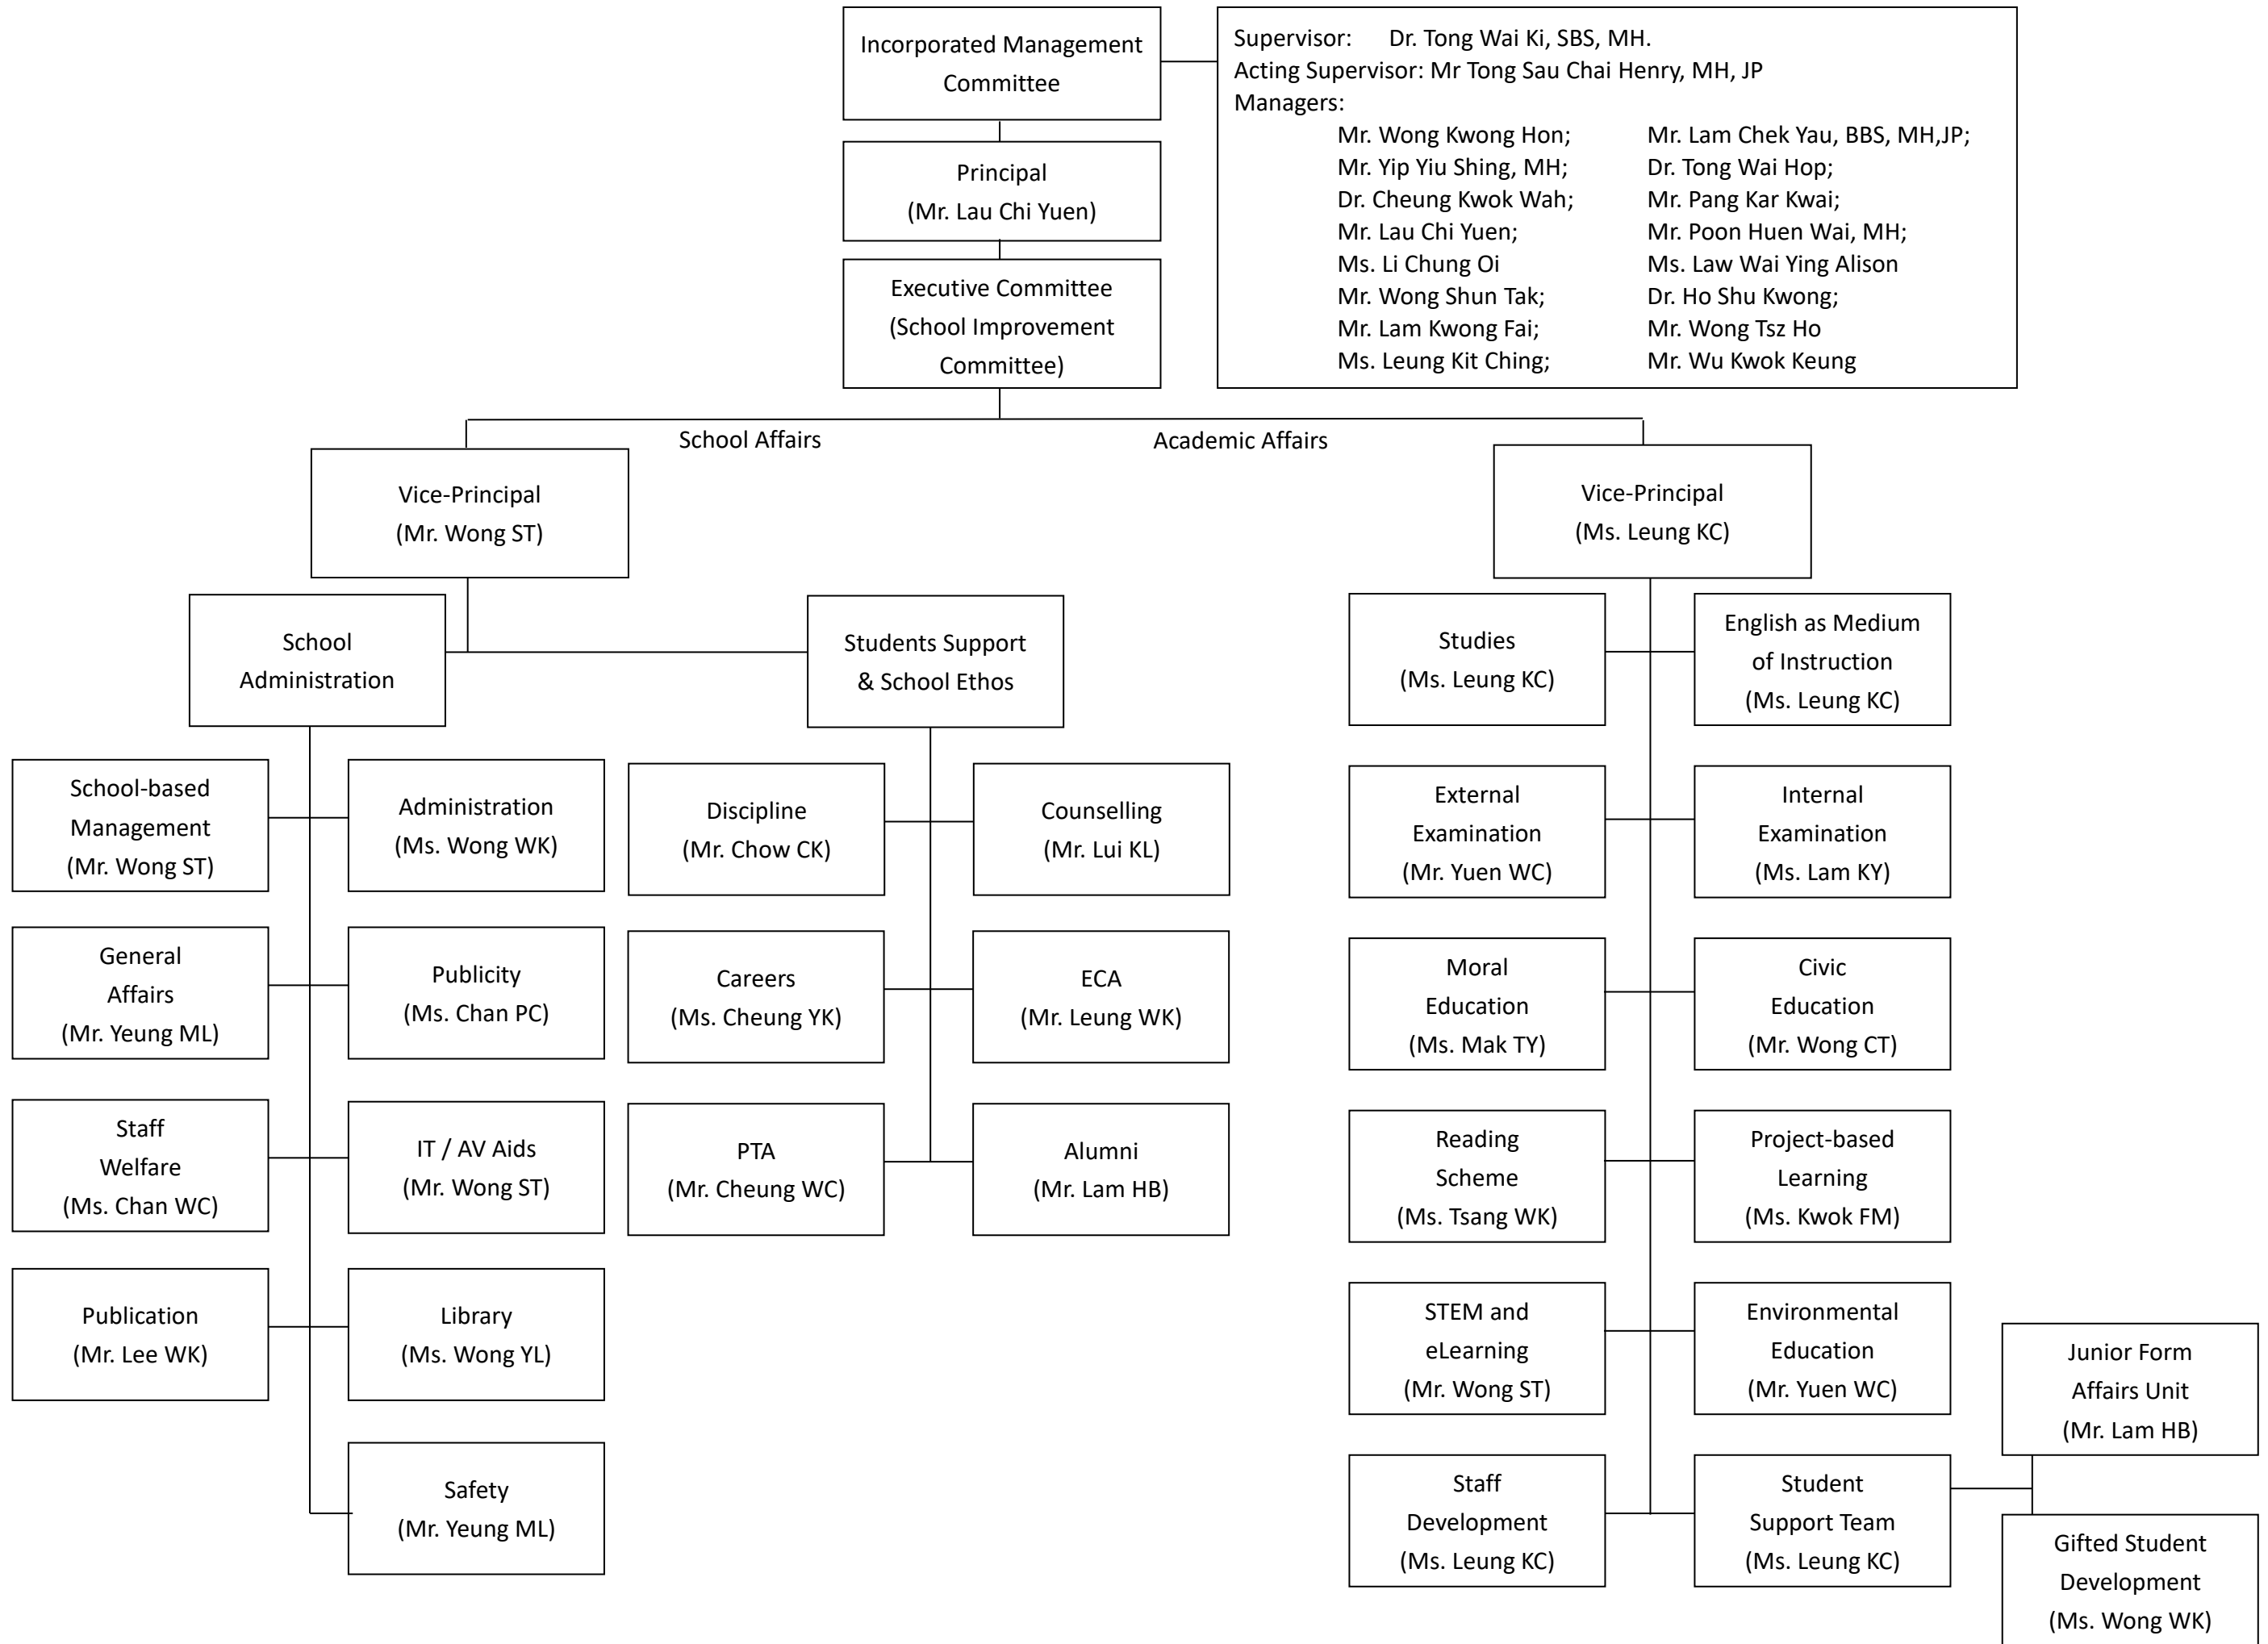 Incorporated Management
Committee
Supervisor: Dr. Tong Wai Ki, SBS, MH.
Acting Supervisor: Mr Tong Sau Chai Henry, MH, JP
Managers:
Mr. Wong Kwong Hon; Mr. Lam Chek Yau, BBS, MH,JP;
Mr. Yip Yiu Shing, MH; Dr. Tong Wai Hop;
Dr. Cheung Kwok Wah; Mr. Pang Kar Kwai;
Mr. Lau Chi Yuen; Mr. Poon Huen Wai, MH;
Ms. Li Chung Oi Ms. Law Wai Ying Alison
Mr. Wong Shun Tak; Dr. Ho Shu Kwong;
Mr. Lam Kwong Fai; Mr. Wong Tsz Ho
Ms. Leung Kit Ching; Mr. Wu Kwok Keung
Principal
(Mr. Lau Chi Yuen)
Executive Committee
(School Improvement
Committee)
School Affairs
Academic Affairs
Vice-Principal
(Mr. Wong ST)
School
Administration
Students Support
& School Ethos
School-based
Management
(Mr. Wong ST)
Administration
(Ms. Wong WK)
General
Affairs
(Mr. Yeung ML)
Publicity
(Ms. Chan PC)
Staff
Welfare
(Ms. Chan WC)
IT / AV Aids
(Mr. Wong ST)
Publication
(Mr. Lee WK)
Library
(Ms. Wong YL)
Safety
(Mr. Yeung ML)
Discipline
(Mr. Chow CK)
Counselling
(Mr. Lui KL)
Careers
(Ms. Cheung YK)
ECA
(Mr. Leung WK)
PTA
(Mr. Cheung WC)
Alumni
(Mr. Lam HB)
Vice-Principal
(Ms. Leung KC)
Studies
(Ms. Leung KC)
English as Medium
of Instruction
(Ms. Leung KC)
External
Examination
(Mr. Yuen WC)
Internal
Examination
(Ms. Lam KY)
Moral
Education
(Ms. Mak TY)
Civic
Education
(Mr. Wong CT)
Reading
Scheme
(Ms. Tsang WK)
Project-based
Learning
(Ms. Kwok FM)
STEM and
eLearning
(Mr. Wong ST)
Environmental
Education
(Mr. Yuen WC)
Staff
Development
(Ms. Leung KC)
Student
Support Team
(Ms. Leung KC)
Junior Form
Affairs Unit
(Mr. Lam HB)
Gifted Student
Development
(Ms. Wong WK)